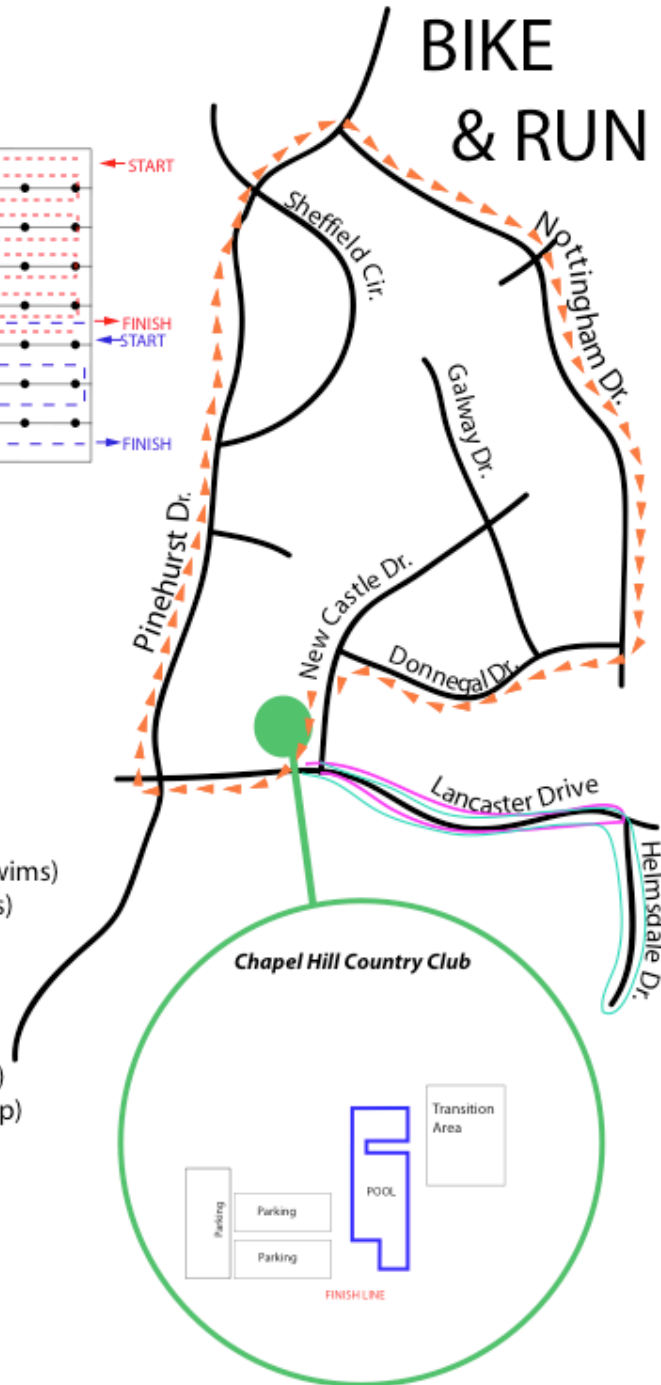 BIKE
& RUN
START
FINISH
START
FINISH
Sheffield Cir.
Nottingham Dr.
Galway Dr.
Pinehurst Dr.
New Castle Dr.
Donnegal Dr.
Lancaster Drive
Helmsdale Dr.
wims)
s)
)
p)
Chapel Hill Country Club
Transition
Area
POOL
Parking
Parking
Parking
FINISH LINE